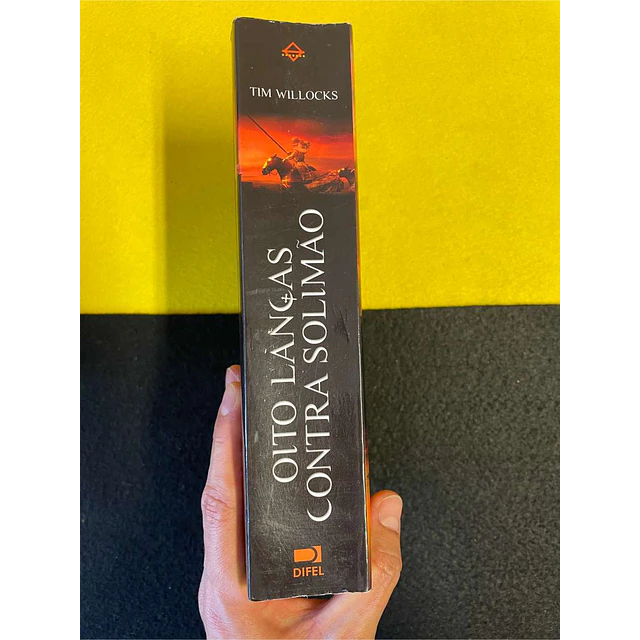 TIM WILLOCKS
OITO LANÇAS
CONTRA SOLIMÃO
DIFEL